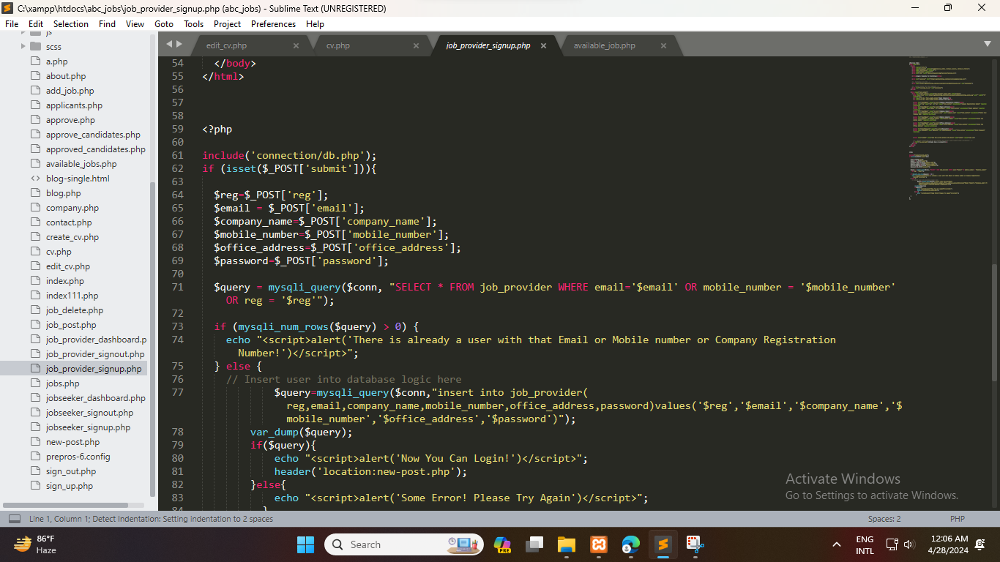 C:\xampp\htdocs\abc_jobs\job_provider_signup.php (abc_jobs) - Sublime Text (UNREGISTERED)
File Edit Selection Find View Goto Tools Project Preferences Help
js
scss
a.php
about.php
add_job.php
applicants.php
approve.php
approve_candidates.php
approved_candidates.php
available_jobs.php
blog-single.html
blog.php
company.php
contact.php
create_cv.php
cv.php
edit_cv.php
index.php
index111.php
job_delete.php
job_post.php
job_provider_dashboard.p
job_provider_signout.php
job_provider_signup.php
jobs.php
jobseeker_dashboard.php
jobseeker_signout.php
jobseeker_signup.php
new-post.php
prepros-6.config
sign_out.php
sign_up.php
edit_cv.php cv.php job_provider_signup.php available_job.php
54 </body>
55 </html>
56
57
58
59 <?php
60
61 include('connection/db.php');
62 if (isset($_POST['submit'])){
63
64 $reg=$_POST['reg'];
65 $email = $_POST['email'];
66 $company_name=$_POST['company_name'];
67 $mobile_number=$_POST['mobile_number'];
68 $office_address=$_POST['office_address'];
69 $password=$_POST['password'];
70
71 $query = mysqli_query($conn, "SELECT * FROM job_provider WHERE email='$email' OR mobile_number = '$mobile_number'
OR reg = '$reg'");
72
73 if (mysqli_num_rows($query) > 0) {
74 echo "<script>alert('There is already a user with that Email or Mobile number or Company Registration
Number!')</script>";
75 } else {
76 // Insert user into database logic here
77 $query=mysqli_query($conn,"insert into job_provider(
reg,email,company_name,mobile_number,office_address,password)values('$reg','$email','$company_name','$
mobile_number','$office_address','$password')");
78 var_dump($query);
79 if($query){
80 echo "<script>alert('Now You Can Login!')</script>";
81 header('location:new-post.php');
82 }else{
83 echo "<script>alert('Some Error! Please Try Again')</script>";
84 }
Activate Windows
Go to Settings to activate Windows.
Line 1, Column 1; Detect Indentation: Setting indentation to 2 spaces
Spaces: 2 PHP
86°F
Haze
Search
PRE
ENG
INTL
12:06 AM
4/28/2024